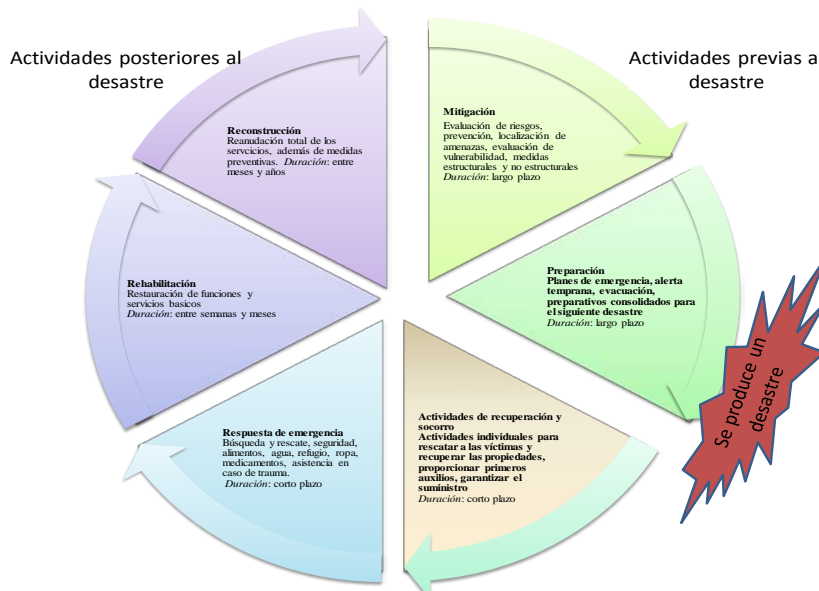 Actividades posteriores al
desastre
Actividades previas a
desastre
Mitigación
Evaluación de riesgos,
prevención, localización de
amenazas, evaluación de
vulnerabilidad, medidas
estructurales y no estructurales
Duración: largo plazo
Preparación
Planes de emergencia, alerta
temprana, evacuación,
preparativos consolidados para
el siguiente desastre
Duración: largo plazo
Se produce un
desastre
Actividades de recuperación y
socorro
Actividades individuales para
rescatar a las víctimas y
recuperar las propiedades,
proporcionar primeros
auxilios, garantizar el
suministro
Duración: corto plazo
Respuesta de emergencia
Búsqueda y rescate, seguridad,
alimentos, agua, refugio, ropa,
medicamentos, asistencia en
caso de trauma.
Duración: corto plazo
Rehabilitación
Restauración de funciones y
servicios basicos
Duración: entre semanas y meses
Reconstrucción
Reanudación total de los
servcicios, además de medidas
preventivas. Duración: entre
meses y años